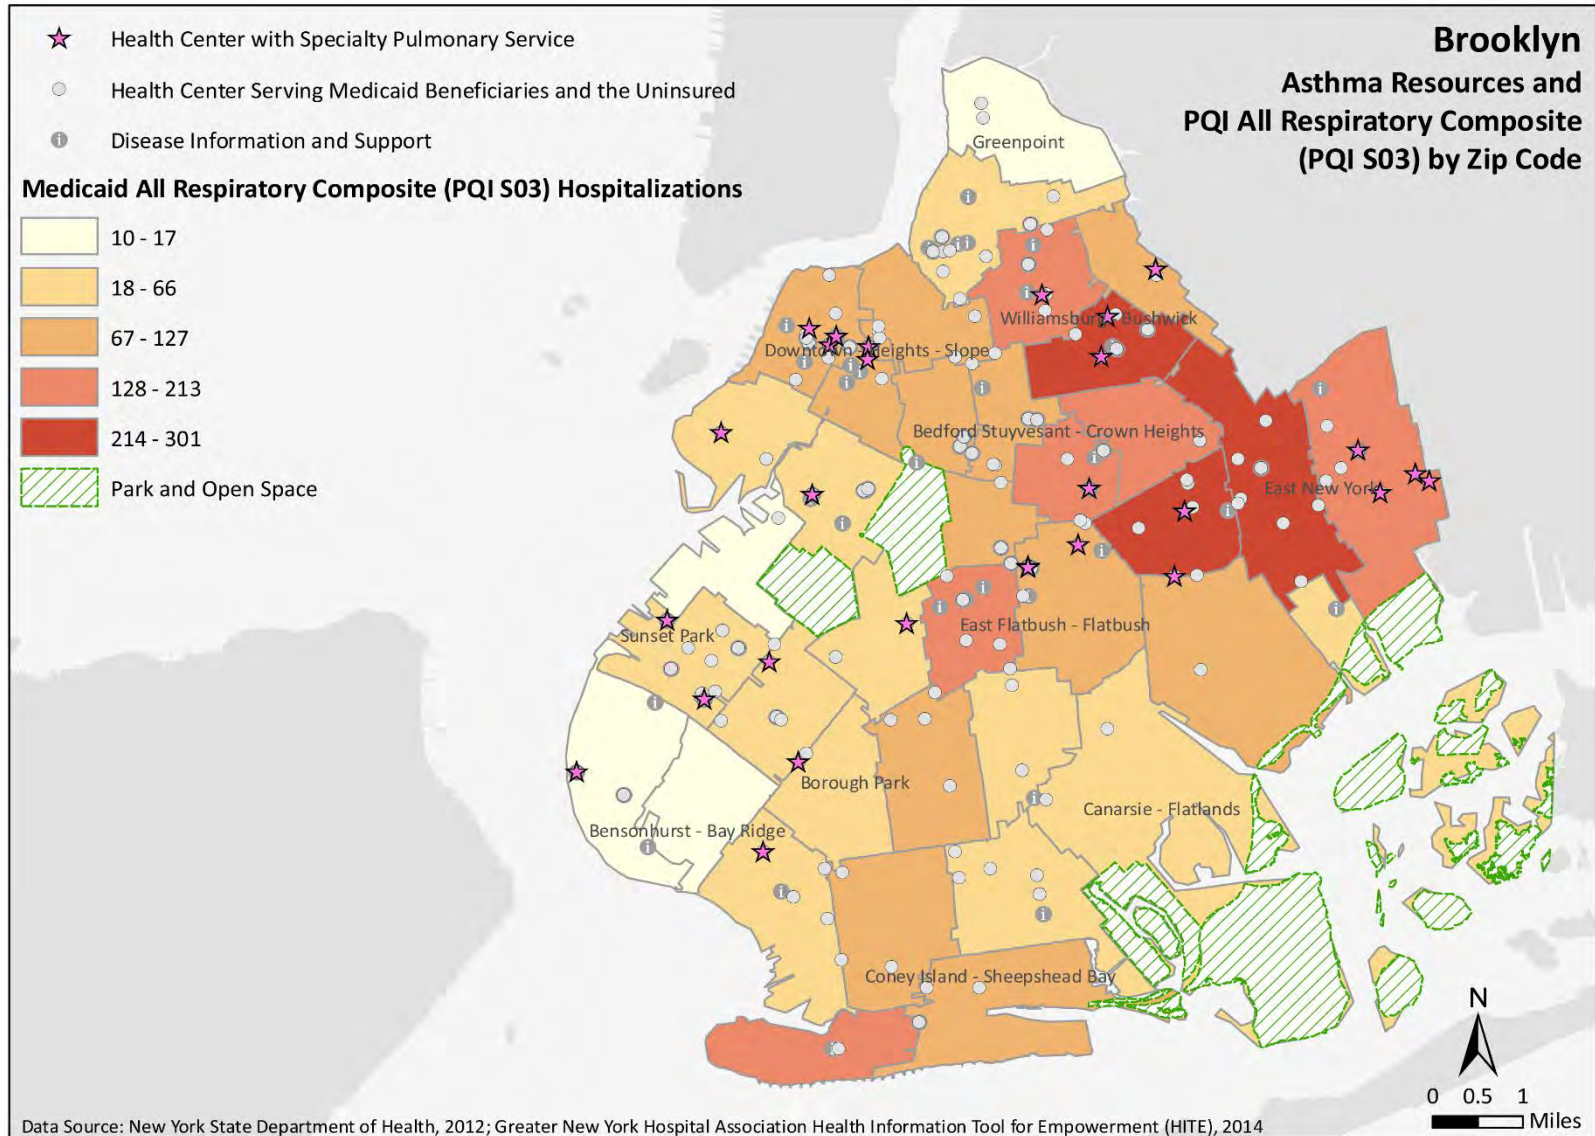 Health Center with Specialty Pulmonary Service
Health Center Serving Medicaid Beneficiaries and the Uninsured
Disease Information and Support
Medicaid All Respiratory Composite (PQI S03) Hospitalizations
10 - 17
18 - 66
67 - 127
128 - 213
214 - 301
Park and Open Space
Brooklyn
Asthma Resources and
PQI All Respiratory Composite
(PQI S03) by Zip Code
Greenpoint
Williamsburg - Bushwick
Downtown - Heights - Slope
Bedford Stuyvesant - Crown Heights
East New York
East Flatbush - Flatbush
Sunset Park
Borough Park
Canarsie - Flatlands
Bensonhurst - Bay Ridge
Coney Island - Sheepshead Bay
N
0 0.5 1
Miles
Data Source: New York State Department of Health, 2012; Greater New York Hospital Association Health Information Tool for Empowerment (HITE), 2014